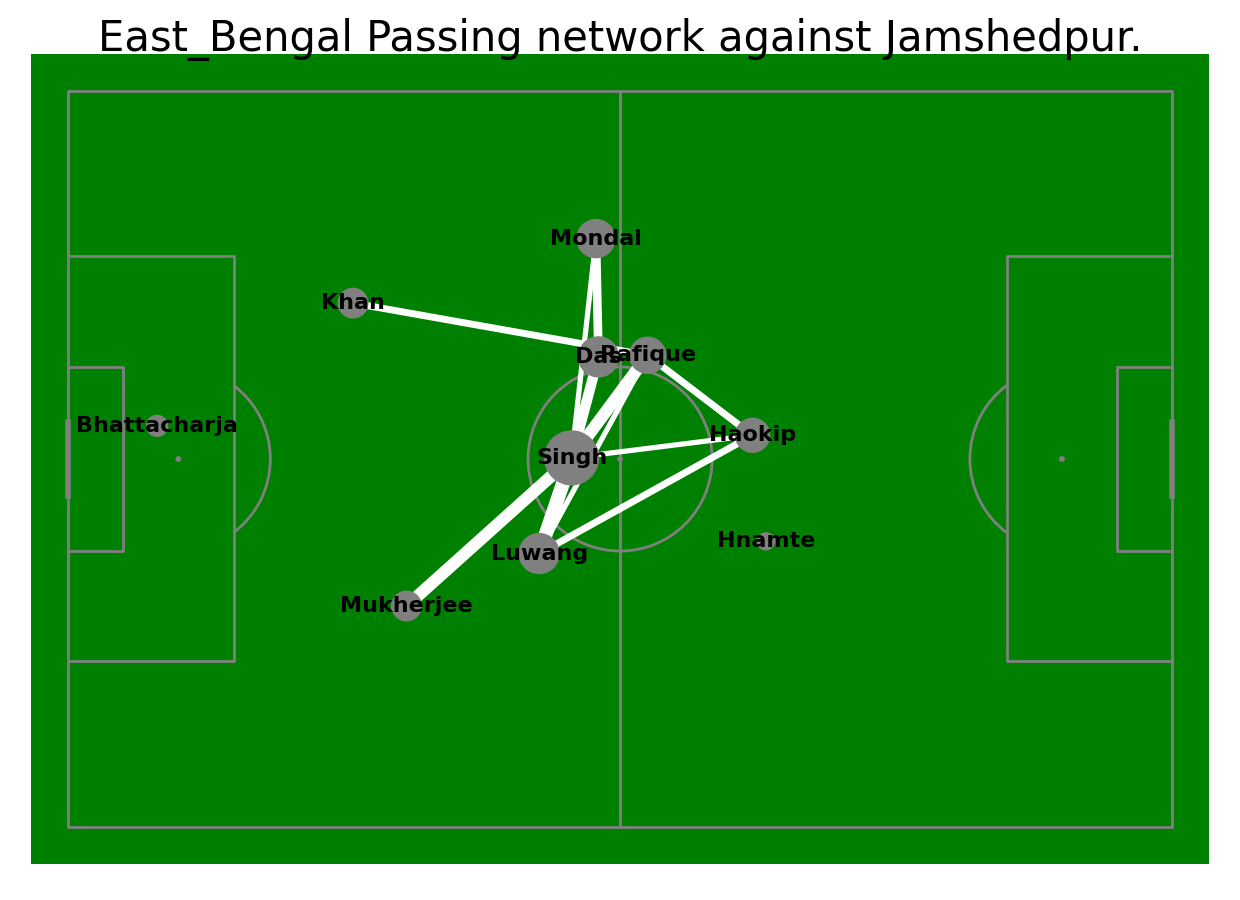 East_Bengal Passing network against Jamshedpur.
Mondal
Khan
Das
Rafique
Bhattacharja
Haokip
Singh
Hnamte
Luwang
Mukherjee